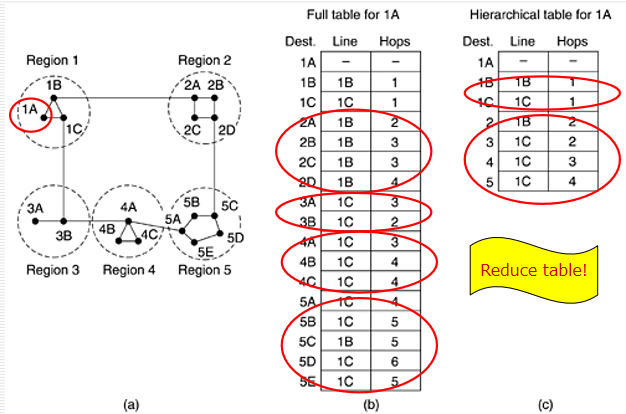 Full table for 1A
Hierarchical table for 1A
Dest. Line Hops
1A – –
1B 1B 1
1C 1C 1
2A 1B 2
2B 1B 3
2C 1B 3
2D 1B 4
3A 1C 3
3B 1C 2
4A 1C 3
4B 1C 4
4C 1C 4
5A 1C 4
5B 1C 5
5C 1B 5
5D 1C 6
5E 1C 5
Dest. Line Hops
1A – –
1B 1B 1
1C 1C 1
2 1B 2
3 1C 2
4 1C 3
5 1C 4
Reduce table!
Region 1
Region 2
1B
1A
1C
2A 2B
2C 2D
3A
3B
4A
4B
4C
5B
5C
5A
5D
5E
Region 3
Region 4
Region 5
(a)
(b)
(c)